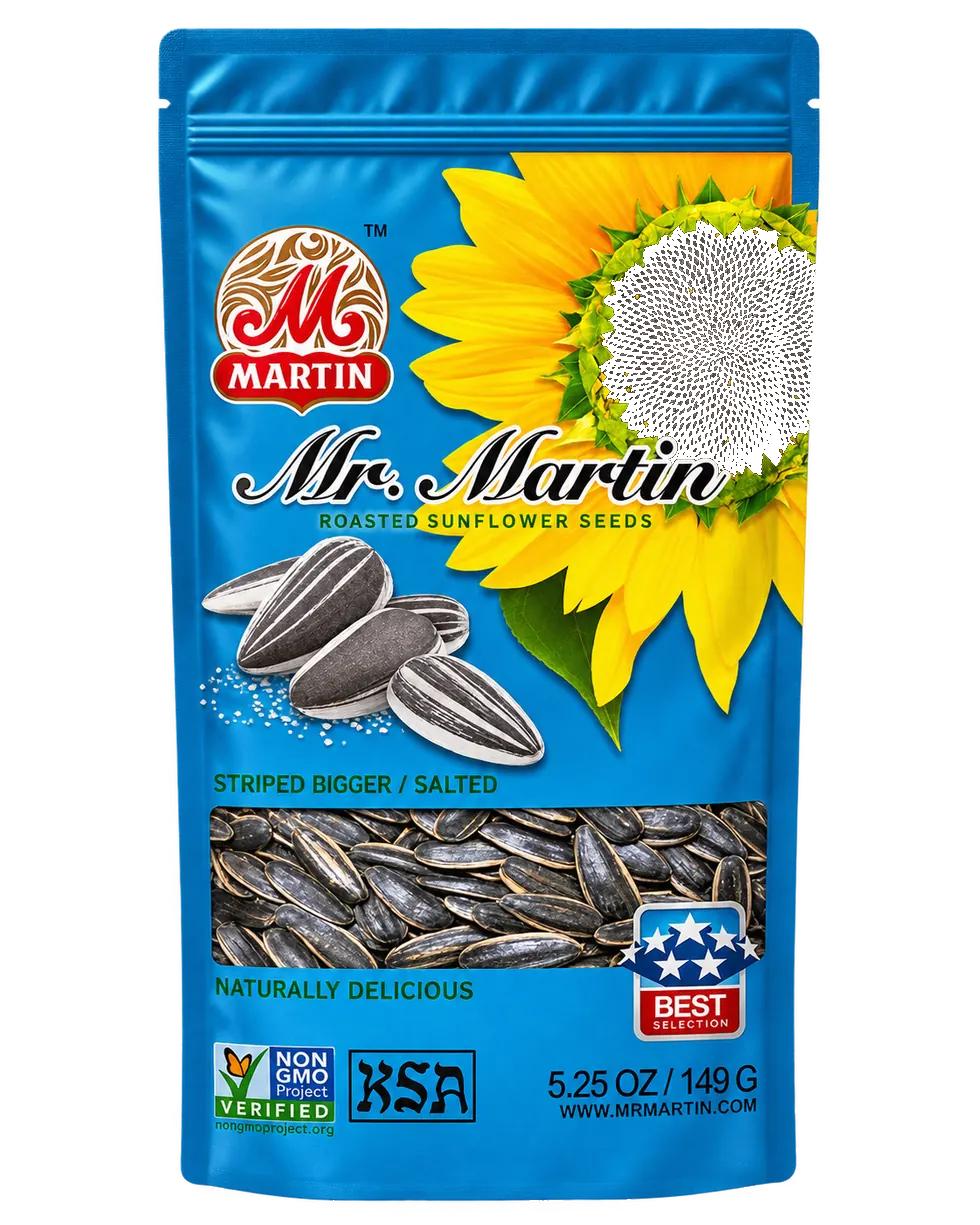 TM
M
MARTIN
Mr. Martin
ROASTED SUNFLOWER SEEDS
STRIPED BIGGER / SALTED
BEST
SELECTION
NATURALLY DELICIOUS
NON
GMO
Project
VERIFIED
nongmoproject.org
KSA
5.25 OZ / 149 G
WWW.MRMARTIN.COM